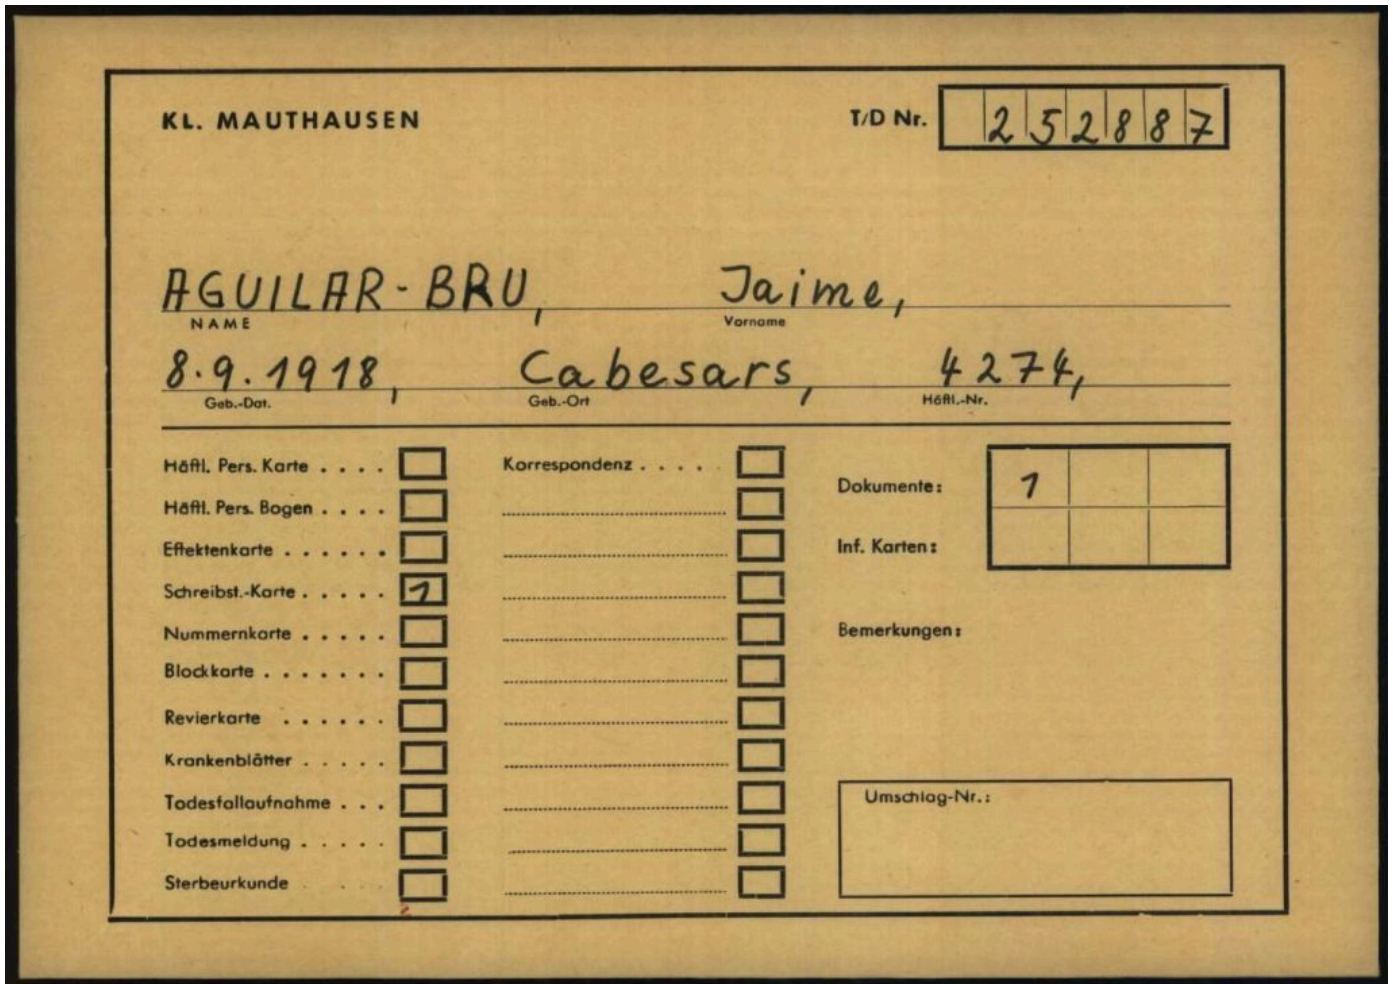 KL. MAUTHAUSEN
T/D Nr. 252887
AGUILAR-BRU, Jaime,
NAME Vorname
8.9.1918, Cabesars, 4274,
Geb.-Dat. Geb.-Ort Häftl.-Nr.
Häftl. Pers. Karte . . . .
Häftl. Pers. Bogen . . . .
Effektenkarte . . . . . .
Schreibst.-Karte . . . . . 1
Nummernkarte . . . . .
Blockkarte . . . . . . .
Revierkarte . . . . . .
Krankenblätter . . . . .
Todesfallaufnahme . . .
Todesmeldung . . . . .
Sterbeurkunde . . . .
Korrespondenz . . . .
Dokumente: 1
Inf. Karten:
Bemerkungen:
Umschlag-Nr.: